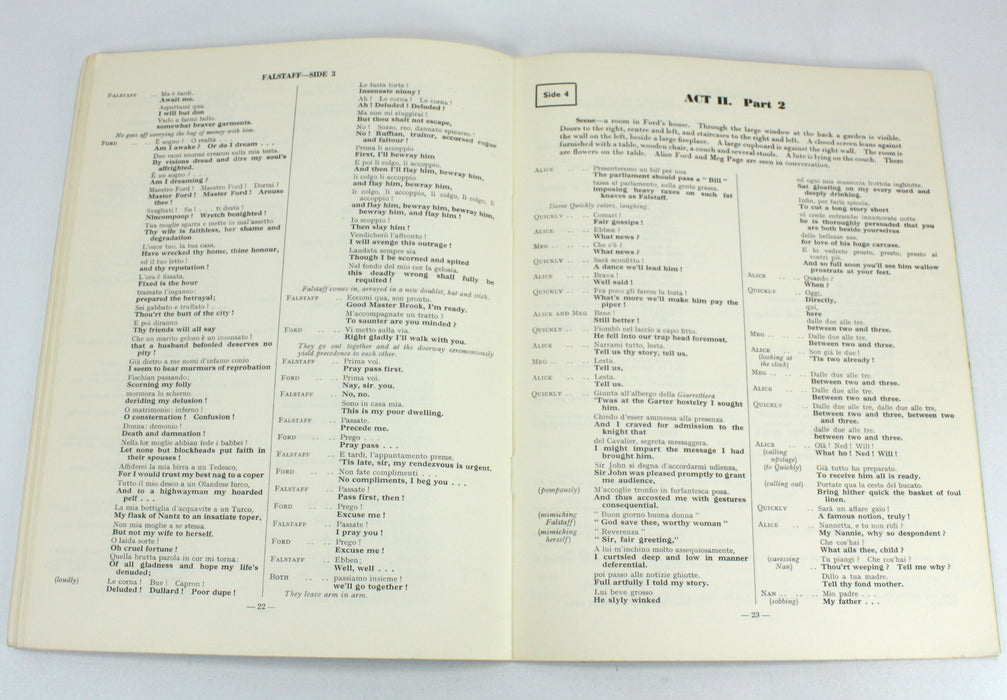 FALSTAFF—SIDE 3
FALSTAFF .. Ma è tardi.
Await me.
Aspettami qua.
I will but don
Vado a farmi bello.
somewhat braver garments.
He goes off carrying the bag of money with him.
FORD .. .. È sogno? O realtà . .
Am I awake? Or do I dream . . .
Due rami enormi crescon sulla mia testa.
By visions dread and dire my soul's
affrighted.
È un sogno?
Am I dreaming?
Maestro Ford! Maestro Ford! Dormi?
Master Ford! Master Ford! Arouse
thee!
Svegliati! Su! . . ti desta!
Nincompoop! Wretch benighted!
Tua moglie sgarra e mette in mal'assetto
Thy wife is faithless, her shame and
degradation
L'onor tuo, la tua casa,
Have wrecked thy home, thine honour,
ed il tuo letto!
and thy reputation!
L'ora è fissata,
Fixed is the hour
tramato l'inganno;
prepared the betrayal;
Sei gabbato e truffato! . .
Thou'rt the butt of the city!
E poi diranno
Thy friends will all say
Che un marito geloso è un insensato!
that a husband befooled deserves no
pity!
Già dietro a me nomi d'infame conio
I seem to hear murmurs of reprobation
Fischian passando;
Scorning my folly
mormora lo scherno.
deriding my delusion!
O matrimonio: inferno!
O consternation! Confusion!
Donna: demonio!
Death and damnation!
Nella lor moglie abbian fede i babbei!
Let none but blockheads put faith in
their spouses!
Affiderei la mia birra a un Tedesco,
For I would trust my best nag to a coper
Tutto il mio desco a un Olandese lurco,
And to a highwayman my hoarded
pelf . . .
La mia bottiglia d'acquavite a un Turco,
My flask of Nantz to an insatiate toper,
Non mia moglie a se stessa.
But not my wife to herself,
O laida sorte!
Oh cruel fortune!
Quella brutta parola in cor mi torna:
Of all gladness and hope my life's
denuded;
(loudly) Le corna! Bue! Capron!
Deluded! Dullard! Poor dupe!
Le fusa torte!
Insensate ninny!
Ah! Le corna! Le corna!
Ah! Deluded! Deluded!
Ma non mi sfuggirai!
But thou shalt not escape,
No! Sozzo, reo, dannato epicureo!
No! Ruffian, traitor, accursed rogue
and faitour!
Prima li accoppio
First, I'll bewray him
E poi li colgo, li accoppio,
And then I'll flay him, bewray him,
li colgo li accoppio
and flay him, bewray him,
li colgo, li accoppio, li colgo, li colgo, li
accoppio!
and flay him, bewray him, bewray him,
bewray him, and flay him!
Io scoppio!
Then slay him!
Vendicherò l'affronto!
I will avenge this outrage!
Laudata sempre sia
Though I be scorned and spited
Nel fondo del mio cor la gelosia.
this deadly wrong shall fully be
requited!
Falstaff comes in, arrayed in a new doublet, hat and stick.
FALSTAFF .. .. Eccomi qua, son pronto.
Good Master Brook, I'm ready.
M'accompagnate un tratto?
To saunter are you minded?
FORD .. .. Vi metto sulla via.
Right gladly I'll walk with you.
They go out together and at the doorway ceremoniously
yield precedence to each other.
FALSTAFF .. .. Prima voi.
Pray pass first.
FORD .. .. Prima voi.
Nay, sir, you.
FALSTAFF .. .. No, no.
Sono in casa mia.
This is my poor dwelling.
FALSTAFF .. .. Passate.
Precede me.
FORD .. .. Prego . . .
Pray pass . . .
FALSTAFF .. .. E tardi, l'appuntamento preme.
'Tis late, sir, my rendezvous is urgent.
FORD .. .. Non fate complimenti . . .
No compliments, I beg you . . .
FALSTAFF .. .. Passate!
Pass first, then!
FORD .. .. Prego!
Excuse me!
FALSTAFF .. .. Passate!
I pray you!
FORD .. .. Prego!
Excuse me!
FALSTAFF .. .. Ebben;
Well, well . . .
BOTH .. .. passiamo insieme!
we'll go together!
They leave arm in arm.
— 22 —
Side 4
ACT II. Part 2
Scene—a room in Ford's house. Through the large window at the back a garden is visible.
Doors to the right, centre and left, and staircases to the right and left. A closed screen leans against
the wall on the left, beside a large fireplace. A large cupboard is against the right wall. The room is
furnished with a table, wooden chair, a couch and several stools. A lute is lying on the couch. There
are flowers on the table. Alice Ford and Meg Page are seen in conversation.
ALICE .. .. Presenteremo un bill per una
The parliament should pass a " Bill "
tassa al parlamento, sulla gente grassa.
imposing heavy taxes on such fat
knaves as Falstaff.
Dame Quickly enters, laughing.
QUICKLY .. .. Comari!
Fair gossips!
ALICE .. .. Ebben?
What news?
MEG .. .. Che c'è?
What news?
QUICKLY .. .. Sarà sconfitto!
A dance we'll lead him!
ALICE .. .. Brava!
Well said!
QUICKLY .. .. Fra poco gli farem la festa!
What's more we'll make him pay the
piper!
ALICE AND MEG Bene!
Still better!
QUICKLY .. .. Piombò nel laccio a capo fitto.
He fell into our trap head foremost.
ALICE .. .. Narrami tutto, lesta.
Tell us thy story, tell us.
MEG .. .. Lesta.
Tell us,
ALICE .. .. Lesta.
Tell us.
QUICKLY .. .. Giunta all'albergo della Giarrettiera
'Twas at the Garter hostelry I sought
him.
Chiedo d'esser ammessa alla presenza
And I craved for admission to the
knight that
del Cavalier, segreta messaggera.
I might impart the message I had
brought him.
Sir John si degna d'accordarmi udienza,
Sir John was pleased promptly to grant
me audience,
(pompously) M'accoglie tronfio in furfantesca posa.
And thus accosted me with gestures
consequential.
(mimicking
Falstaff) " Buon giorno buona donna "
" God save thee, worthy woman "
(mimicking
herself) " Reverenza "
" Sir, fair greeting,"
A lui m'inchino molto assequiosamente,
I curtsied deep and low in manner
deferential.
poi passo alle notizie ghiotte.
Full artfully I told my story.
Lui beve grosso
He slyly winked
ed ogni mia massiccia frottola inghiotte.
Sat gloating on my every word and
deeply drinking.
Infin, per farla spiccia,
To cut a long story short
vi crede entrambe innamorate cotte
he is thoroughly persuaded that you
are both beside yourselves
delle bellezze sue,
for love of his huge carcase.
E lo vedrete presto, presto, presto ai
vostri piè.
And so full soon you'll see him wallow
prostrate at your feet.
ALICE .. .. Quando?
When?
QUICKLY .. .. Oggi,
Directly,
qui,
here
dalle due alle tre.
between two and three.
MEG .. .. Dalle due alle tre.
Between two and three.
ALICE .. .. Son già le due!
(looking at
the clock) 'Tis two already!
MEG .. .. Dalle due alle tre.
Between two and three.
ALICE .. .. Dalle due alle tre.
Between two and three.
QUICKLY .. .. Dalle due alle tre, dalle due alle tre,
Between two and three, between two
and three.
dalle due alle tre.
between two and three.
ALICE .. .. Olà! Ned! Will!
(calling
upstage) What ho! Ned! Will!
(to Quickly) Già tutto ho preparato.
To receive him all is ready.
(calling out) Portate qua la cesta del bucato.
Bring hither quick the basket of foul
linen.
QUICKLY .. .. Sarà un affare gaio!
A famous notion, truly!
ALICE .. .. Nannetta, e tu non ridi?
My Nannie, why so despondent?
Che cos'hai?
What ails thee, child?
(caressing
Nan) Tu piangi? Che cos'hai?
Thou'rt weeping? Tell me why?
Dillo a tua madre.
Tell thy fond mother.
NAN .. .. .. Mio padre . . .
(sobbing) My father . . .
— 23 —